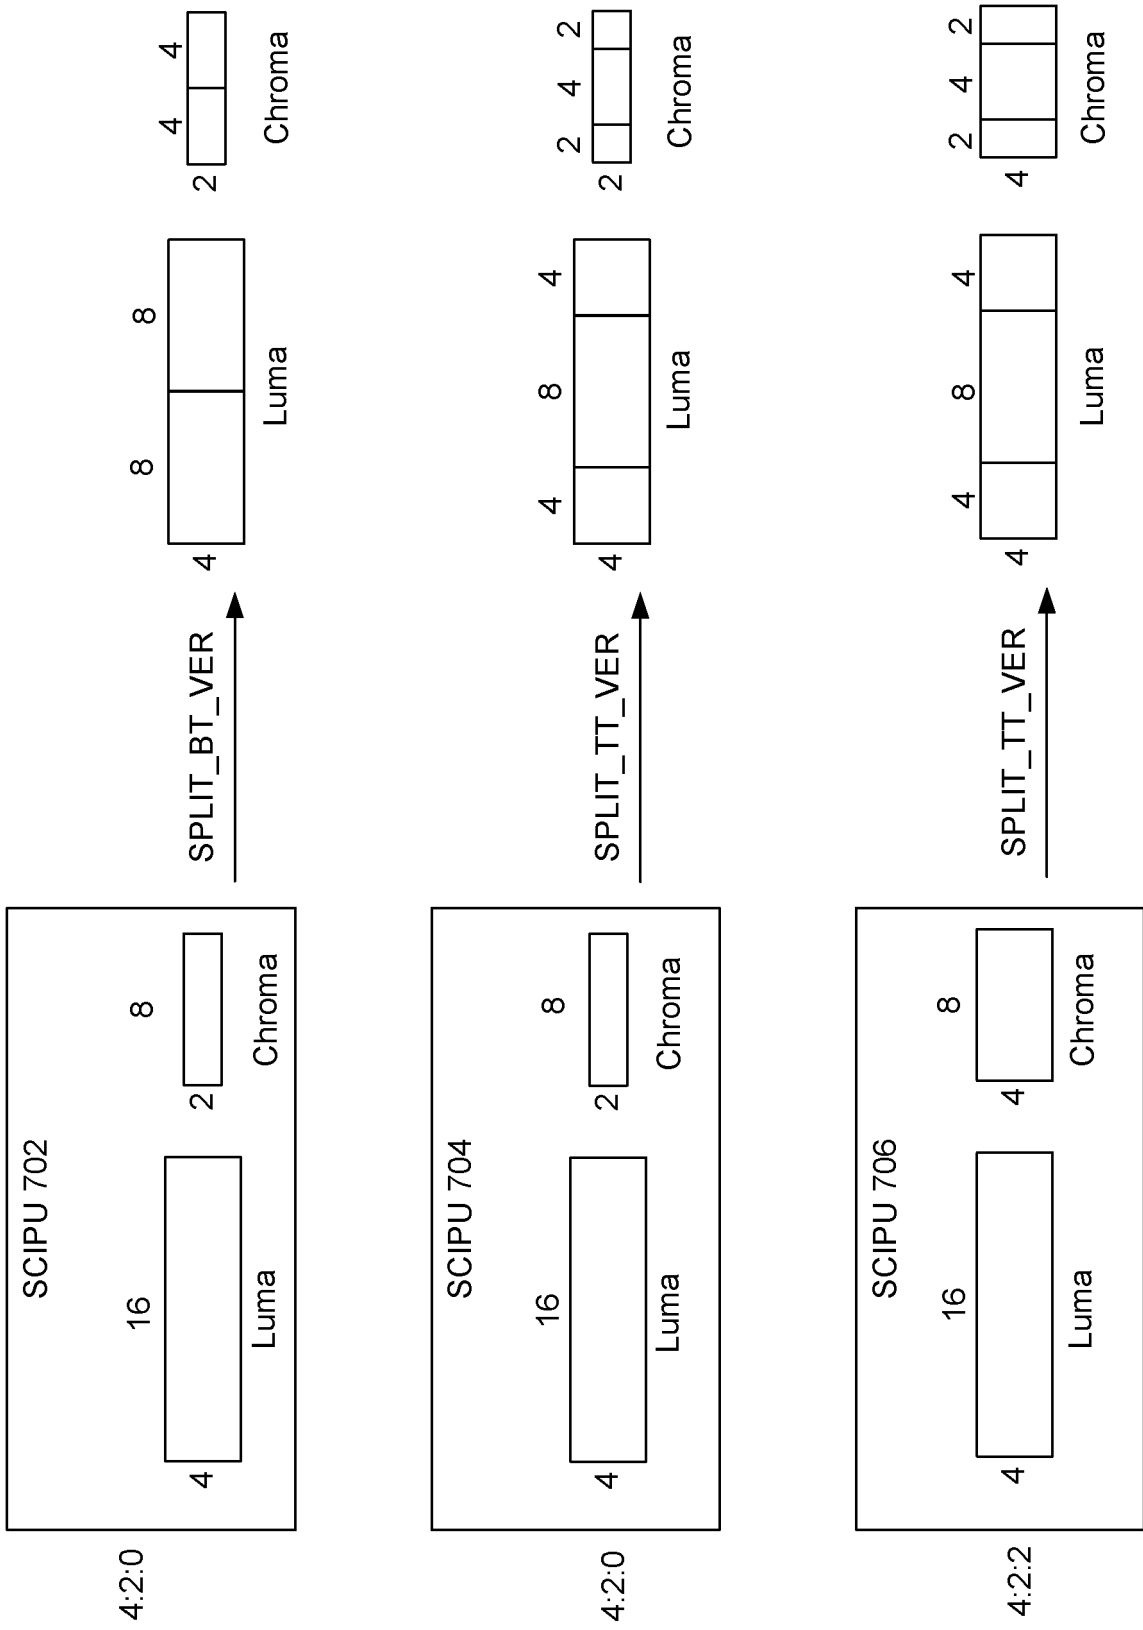 4:2:0
SCIPU 702
16
4
Luma
8
2
Chroma
SPLIT_BT_VER
8
8
4
Luma
4
4
2
Chroma
4:2:0
SCIPU 704
16
4
Luma
8
2
Chroma
SPLIT_TT_VER
4
8
4
4
Luma
2
4
2
2
Chroma
4:2:2
SCIPU 706
16
4
Luma
8
4
Chroma
SPLIT_TT_VER
4
8
4
4
Luma
2
4
2
4
Chroma